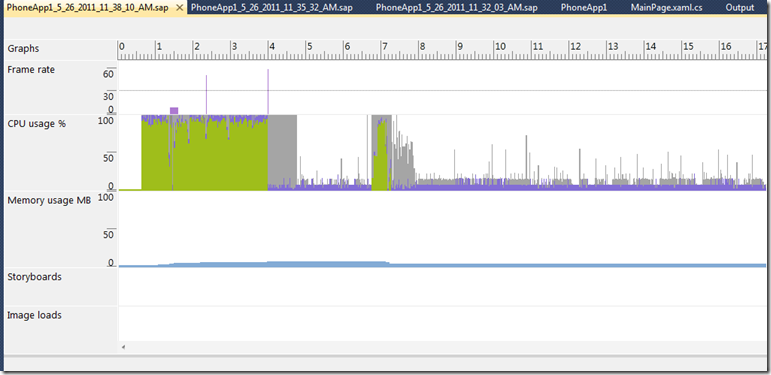 PhoneApp1_5_26_2011_11_38_10_AM.sap PhoneApp1_5_26_2011_11_35_32_AM.sap PhoneApp1_5_26_2011_11_32_03_AM.sap PhoneApp1 MainPage.xaml.cs Output
Graphs 0 1 2 3 4 5 6 7 8 9 10 11 12 13 14 15 16 17
Frame rate 60
30
0
CPU usage % 100
50
0
Memory usage MB 100
50
0
Storyboards
Image loads